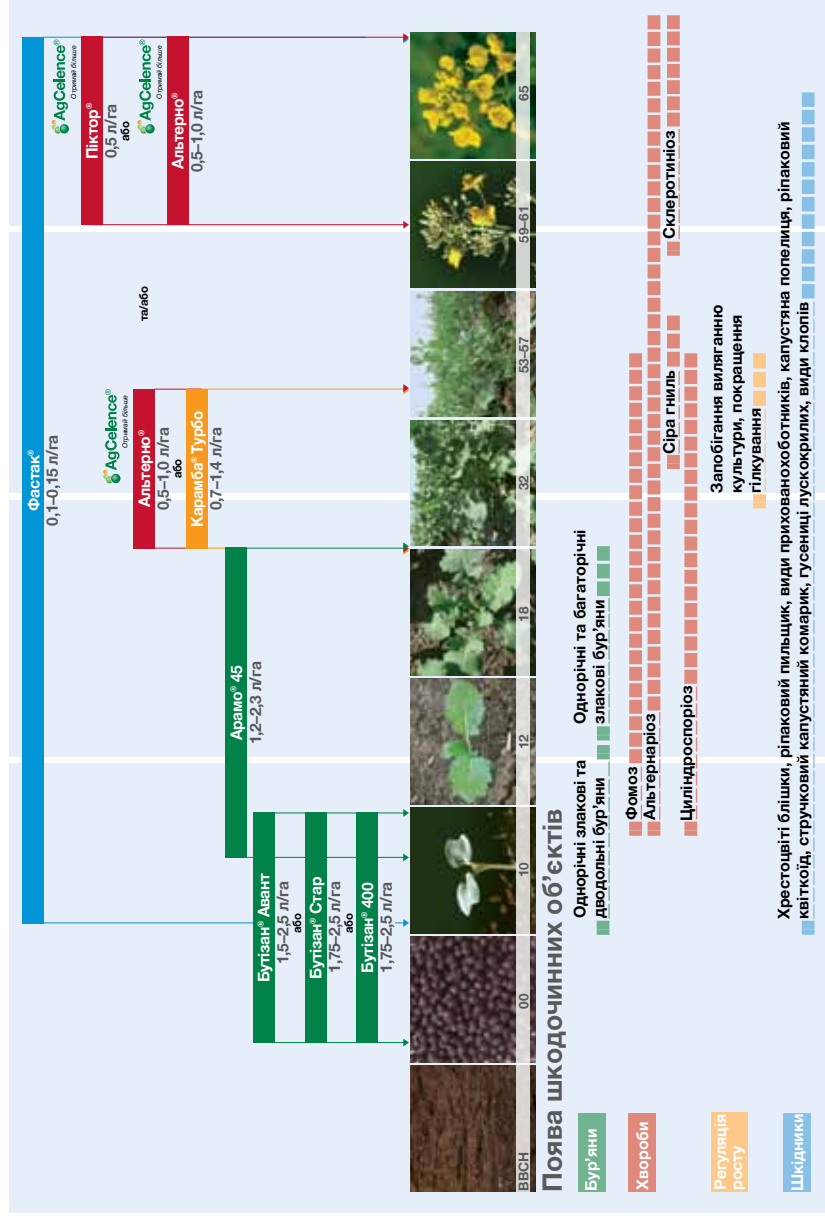 Фастак®
0,1–0,15 л/га
AgCelence®
Отримай більше
Піктор®
0,5 л/га
або
AgCelence®
Отримай більше
Альтерно®
0,5–1,0 л/га
та/або
AgCelence®
Отримай більше
Альтерно®
0,5–1,0 л/га
або
Карамба® Турбо
0,7–1,4 л/га
Арамо® 45
1,2–2,3 л/га
Бутізан® Авант
1,5–2,5 л/га
або
Бутізан® Стар
1,75–2,5 л/га
або
Бутізан® 400
1,75–2,5 л/га
BBCH
00
10
12
18
32
53–57
59–61
65
Поява шкодочинних об’єктів
Бур’яни
Однорічні злакові та
дводольні бур’яни
Однорічні та багаторічні
злакові бур’яни
Хвороби
Фомоз
Альтернаріоз
Сіра гниль
Склеротиніоз
Циліндроспоріоз
Регуляція
росту
Запобігання виляганню
культури, покращення
гілкування
Шкідники
Хрестоцвіті блішки, ріпаковий пильщик, види прихованохоботників, капустяна попелиця, ріпаковий
квіткоїд, стручковий капустяний комарик, гусениці лускокрилих, види клопів